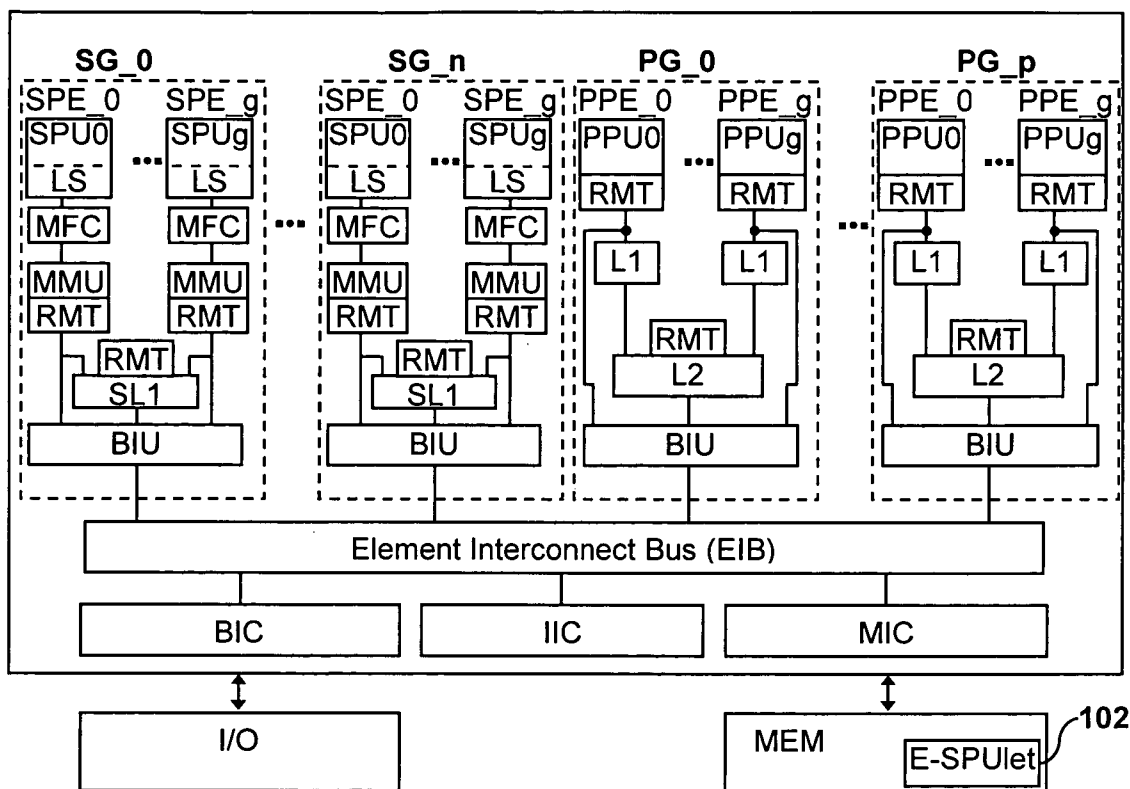 SG_0 SG_n PG_0 PG_p
SPE_0 SPE_g SPE_0 SPE_g PPE_0 PPE_g PPE_0 PPE_g
SPU0 SPUg SPU0 SPUg PPU0 PPUg PPU0 PPUg
LS LS LS LS RMT RMT RMT RMT
MFC MFC MFC MFC
L1 L1 L1 L1
MMU MMU MMU MMU
RMT RMT RMT RMT
RMT RMT RMT RMT
SL1 SL1 L2 L2
BIU BIU BIU BIU
Element Interconnect Bus (EIB)
BIC IIC MIC
I/O MEM 102
E-SPUlet